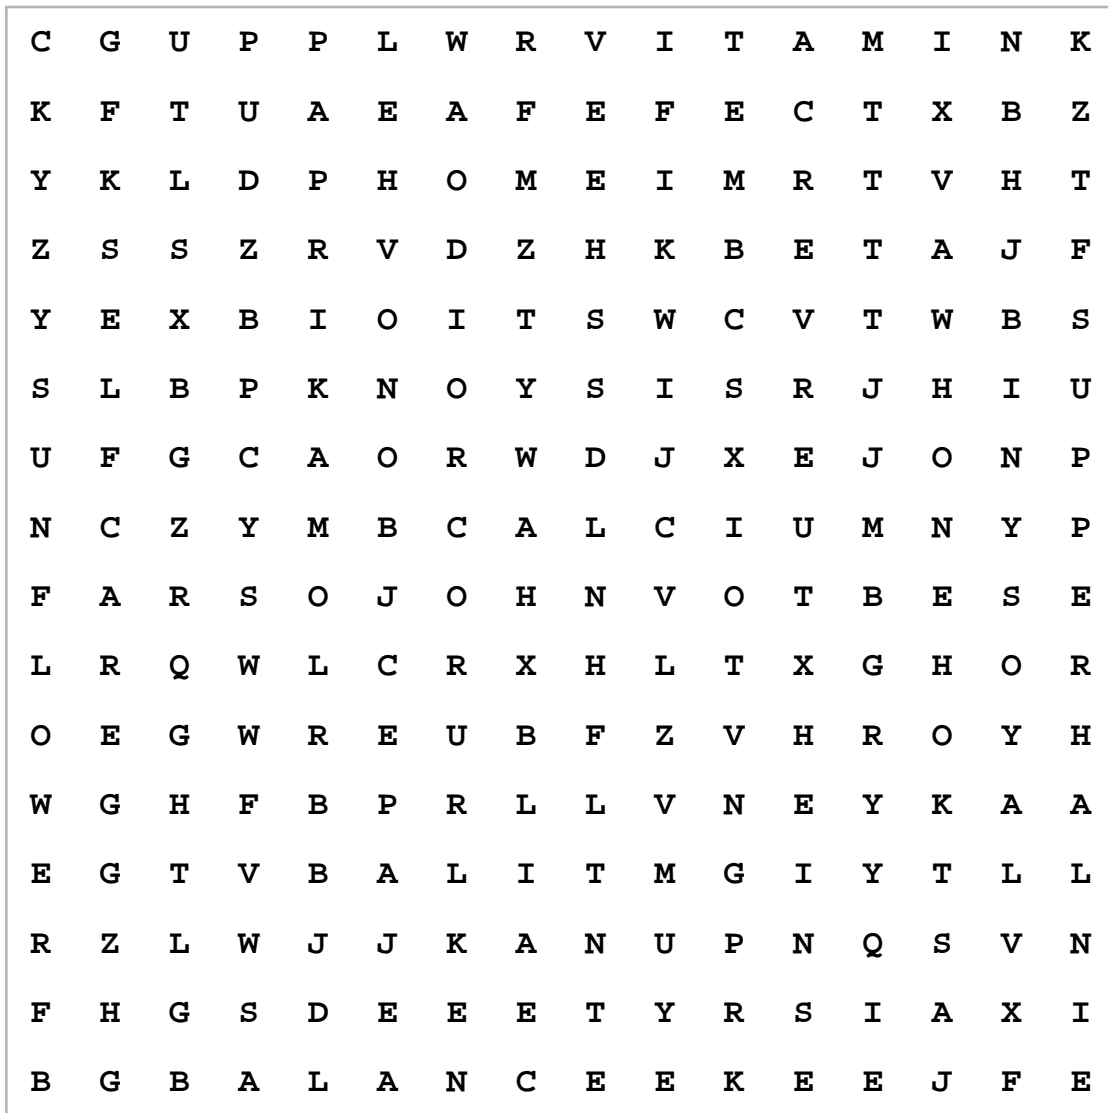 C G U P P L W R V I T A M I N K
K F T U A E A F E F E C T X B Z
Y K L D P H O M E I M R T V H T
Z S S Z R V D Z H K B E T A J F
Y E X B I O I T S W C V T W B S
S L B P K N O Y S I S R J H I U
U F G C A O R W D J X E J O N P
N C Z Y M B C A L C I U M N Y P
F A R S O J O H N V O T B E S E
L R Q W L C R X H L T X G H O R
O E G W R E U B F Z V H R O Y H
W G H F B P R L L V N E Y K A A
E G T V B A L I T M G I Y T L L
R Z L W J J K A N U P N Q S V N
F H G S D E E E T Y R S I A X I
B G B A L A N C E E K E E J F E